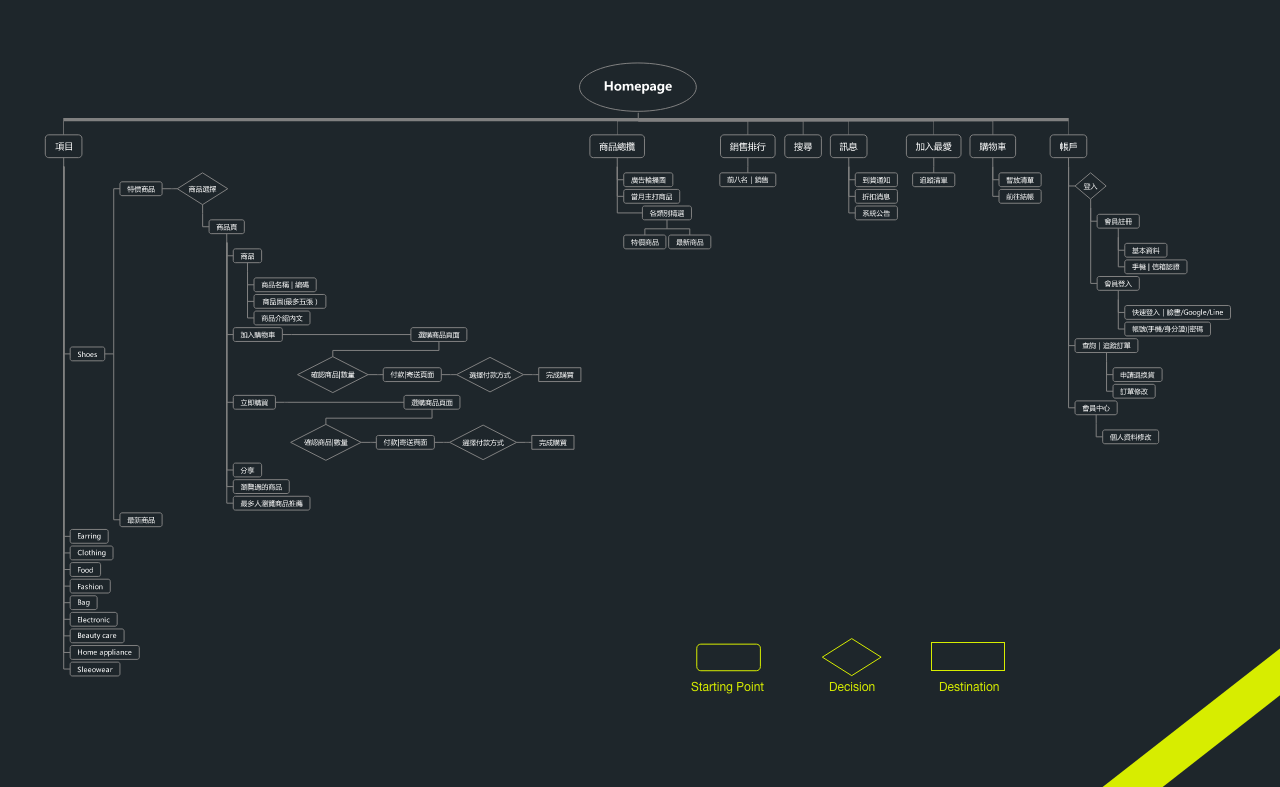 Homepage
項目
商品總攬
銷售排行
搜尋
訊息
加入最愛
購物車
帳戶
特價商品
商品選擇
商品頁
商品
商品名稱 | 編碼
商品圖(最多五張 )
商品介紹內文
加入購物車
選購商品頁面
確認商品|數量
付款|寄送頁面
選擇付款方式
完成購買
立即購買
選購商品頁面
確認商品|數量
付款|寄送頁面
選擇付款方式
完成購買
分享
瀏覽過的商品
最多人瀏覽商品推薦
Shoes
最新商品
Earring
Clothing
Food
Fashion
Bag
Electronic
Beauty care
Home appliance
Sleeowear
廣告輪播圖
當月主打商品
各類別精選
特價商品
最新商品
前八名 | 銷售
到貨通知
折扣消息
系統公告
追蹤清單
暫放清單
前往結帳
登入
會員註冊
基本資料
手機 | 信箱認證
會員登入
快速登入 | 臉書/Google/Line
帳號(手機/身分證)|密碼
查詢 | 追蹤訂單
申請退換貨
訂單修改
會員中心
個人資料修改
Starting Point
Decision
Destination